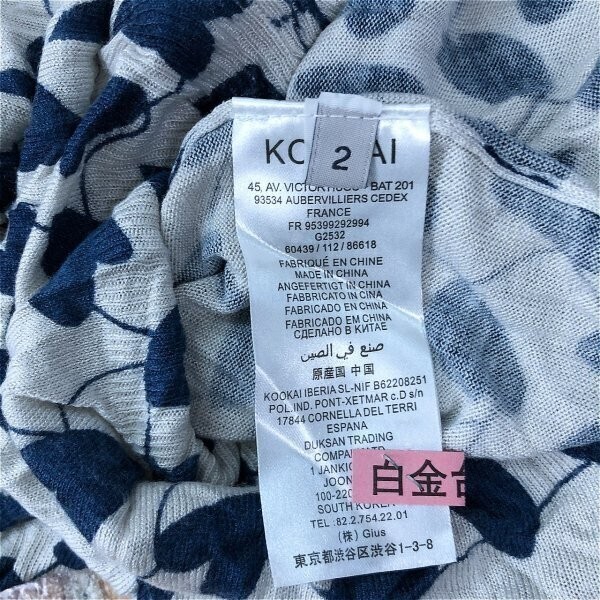 KO AI
2
45, AV. VICTOR HUGO - BAT 201
93534 AUBERVILLIERS CEDEX
FRANCE
FR 95399292994
G2532
60439 / 112 / 86618
FABRIQUÉ EN CHINE
MADE IN CHINA
ANGEFERTIGT IN CHINA
FABBRICATO IN CINA
FABRICADO EN CHINA
FABRICADO EM CHINA
СДЕЛАНО В КИТАЕ
صنع في الصين
原産国 中国
KOOKAI IBERIA SL-NIF B62208251
POL.IND. PONT-XETMAR c.D s/n
17844 CORNELLA DEL TERRI
ESPANA
DUKSAN TRADING
COMPANY LTD
1 JANKI
JOON
100-220
SOUTH KOREA
TEL :82.2.754.22.01
(株) Gius
東京都渋谷区渋谷1-3-8
白金台